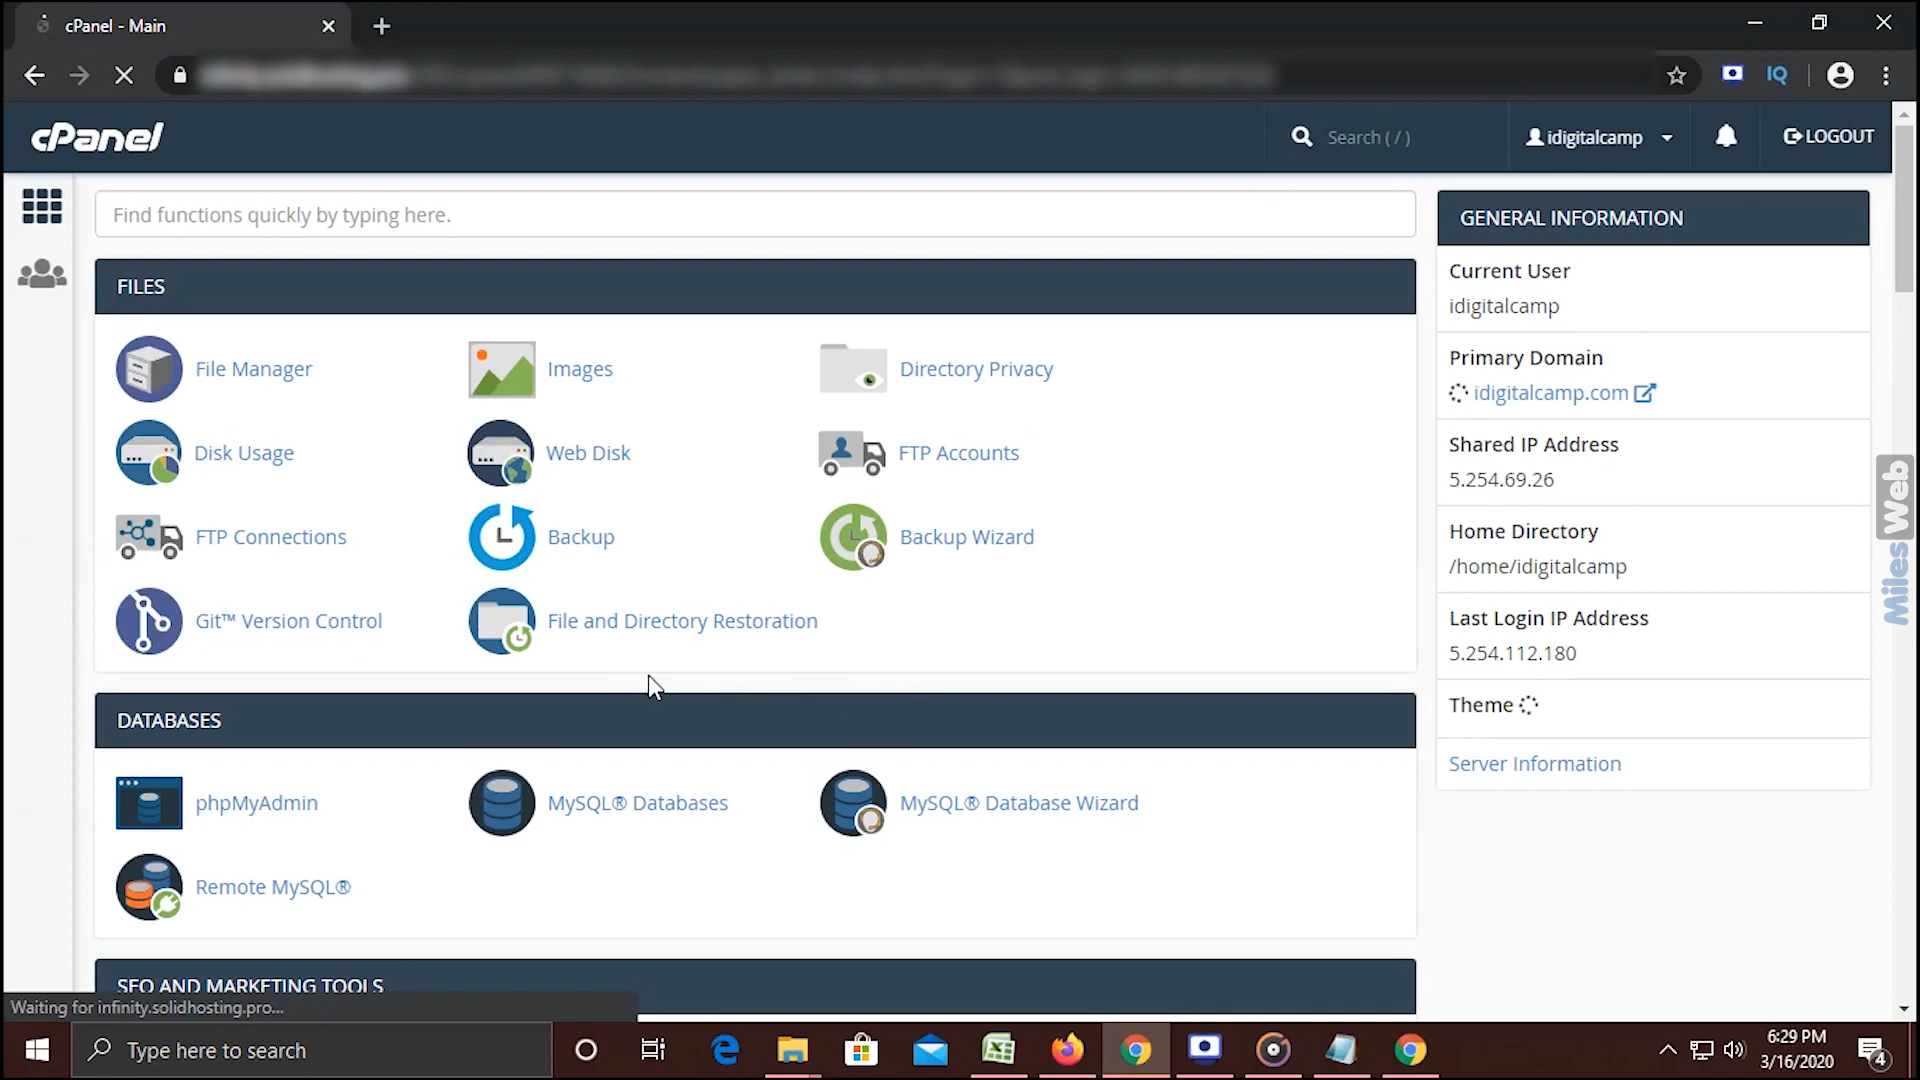 cPanel - Main
IQ
cPanel
Search ( / )
idigitalcamp
LOGOUT
Find functions quickly by typing here.
GENERAL INFORMATION
Current User
idigitalcamp
Primary Domain
idigitalcamp.com
Shared IP Address
5.254.69.26
Home Directory
/home/idigitalcamp
Last Login IP Address
5.254.112.180
Theme
Server Information
FILES
File Manager
Images
Directory Privacy
Disk Usage
Web Disk
FTP Accounts
FTP Connections
Backup
Backup Wizard
Git™ Version Control
File and Directory Restoration
DATABASES
phpMyAdmin
MySQL® Databases
MySQL® Database Wizard
Remote MySQL®
SEO AND MARKETING TOOLS
Waiting for infinity.solidhosting.pro...
MilesWeb
Type here to search
6:29 PM
3/16/2020
4